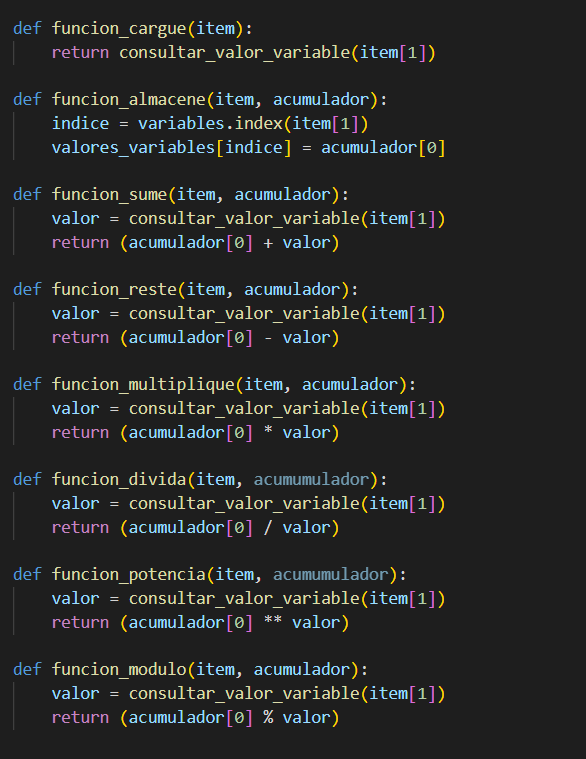 def funcion_cargue(item):
    return consultar_valor_variable(item[1])

def funcion_almacene(item, acumulador):
    indice = variables.index(item[1])
    valores_variables[indice] = acumulador[0]

def funcion_sume(item, acumulador):
    valor = consultar_valor_variable(item[1])
    return (acumulador[0] + valor)

def funcion_reste(item, acumulador):
    valor = consultar_valor_variable(item[1])
    return (acumulador[0] - valor)

def funcion_multiplique(item, acumulador):
    valor = consultar_valor_variable(item[1])
    return (acumulador[0] * valor)

def funcion_divida(item, acumumulador):
    valor = consultar_valor_variable(item[1])
    return (acumulador[0] / valor)

def funcion_potencia(item, acumumulador):
    valor = consultar_valor_variable(item[1])
    return (acumulador[0] ** valor)

def funcion_modulo(item, acumulador):
    valor = consultar_valor_variable(item[1])
    return (acumulador[0] % valor)